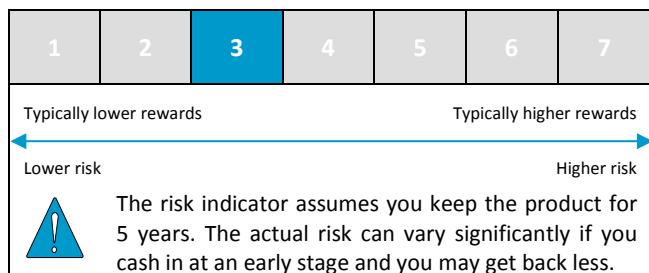 1 2 3 4 5 6 7
Typically lower rewards Typically higher rewards
Lower risk Higher risk
The risk indicator assumes you keep the product for
5 years. The actual risk can vary significantly if you
cash in at an early stage and you may get back less.